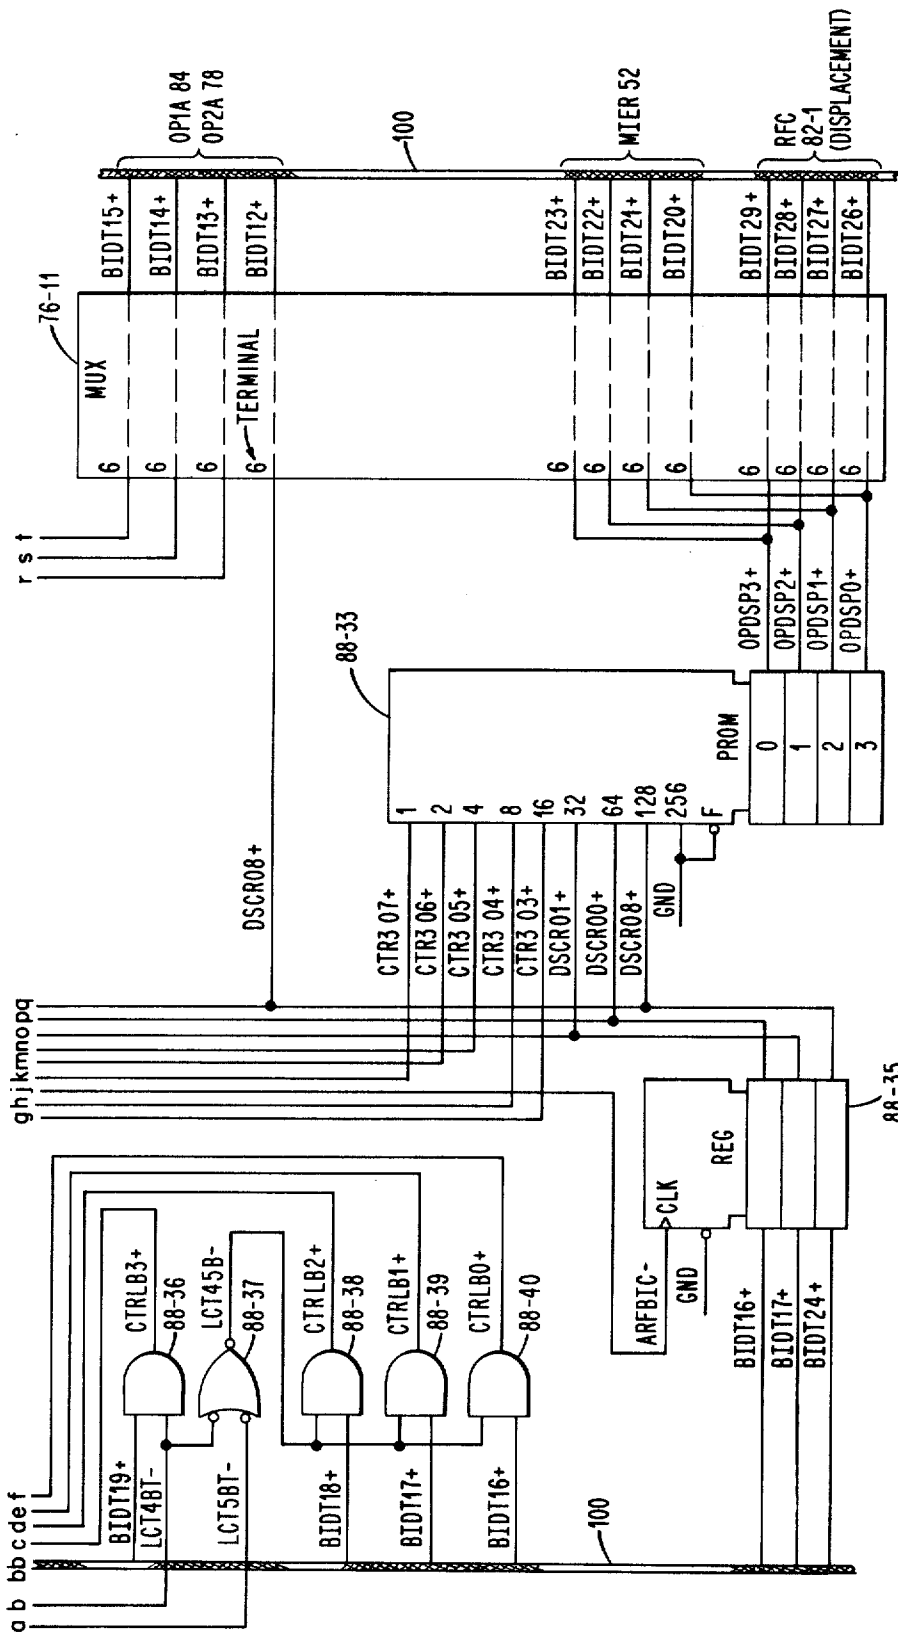 a b bb c d e f
g h j k m n o p q
r s t
BIDT19+
LCT4BT-
LCT5BT-
BIDT18+
BIDT17+
BIDT16+
100
CTRLB3+
88-36
LCT45B-
88-37
CTRLB2+
88-38
CTRLB1+
88-39
CTRLB0+
88-40
ARFBIC-
GND
CLK
REG
BIDT16+
BIDT17+
BIDT24+
88-35
DSCR08+
CTR3 07+
CTR3 06+
CTR3 05+
CTR3 04+
CTR3 03+
DSCR01+
DSCR00+
DSCR08+
GND
1
2
4
8
16
32
64
128
256
F
PROM
88-33
0
1
2
3
OPDSP3+
OPDSP2+
OPDSP1+
OPDSP0+
MUX
76-11
6
6
6
6
TERMINAL
6
6
6
6
6
6
6
6
BIDT15+
BIDT14+
BIDT13+
BIDT12+
BIDT23+
BIDT22+
BIDT21+
BIDT20+
BIDT29+
BIDT28+
BIDT27+
BIDT26+
OP1A 84
OP2A 78
100
MIER 52
RFC
82-1
(DISPLACEMENT)